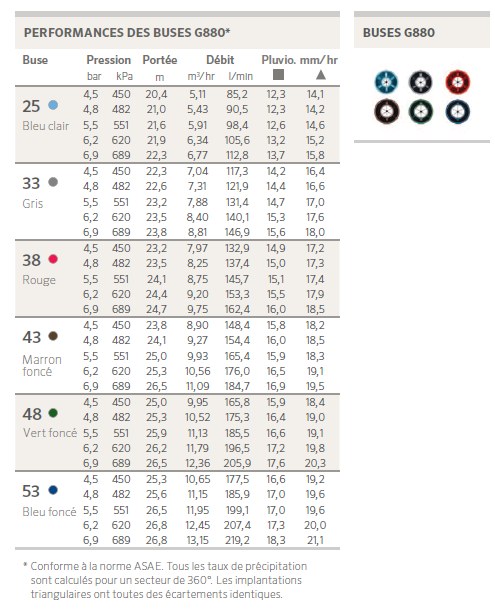 PERFORMANCES DES BUSES G880*
BUSES G880
Buse Pression Portée Débit Pluvio. mm/hr
bar kPa m m³/hr l/min ■ ▲
4,5 450 20,4 5,11 85,2 12,3 14,1
25 4,8 482 21,0 5,43 90,5 12,3 14,2
Bleu clair 5,5 551 21,6 5,91 98,4 12,6 14,6
6,2 620 21,9 6,34 105,6 13,2 15,2
6,9 689 22,3 6,77 112,8 13,7 15,8
4,5 450 22,3 7,04 117,3 14,2 16,4
33 4,8 482 22,6 7,31 121,9 14,4 16,6
Gris 5,5 551 23,2 7,88 131,4 14,7 17,0
6,2 620 23,5 8,40 140,1 15,3 17,6
6,9 689 23,8 8,81 146,9 15,6 18,0
4,5 450 23,2 7,97 132,9 14,9 17,2
38 4,8 482 23,5 8,25 137,4 15,0 17,3
Rouge 5,5 551 24,1 8,75 145,7 15,1 17,4
6,2 620 24,4 9,20 153,3 15,5 17,9
6,9 689 24,7 9,75 162,4 16,0 18,5
4,5 450 23,8 8,90 148,4 15,8 18,2
43 4,8 482 24,1 9,27 154,4 16,0 18,5
Marron 5,5 551 25,0 9,93 165,4 15,9 18,3
foncé 6,2 620 25,3 10,56 176,0 16,5 19,1
6,9 689 26,5 11,09 184,7 16,9 19,5
4,5 450 25,0 9,95 165,8 15,9 18,4
48 4,8 482 25,3 10,52 175,3 16,4 19,0
Vert foncé 5,5 551 25,9 11,13 185,5 16,6 19,1
6,2 620 26,2 11,79 196,5 17,2 19,8
6,9 689 26,5 12,36 205,9 17,6 20,3
4,5 450 25,3 10,65 177,5 16,6 19,2
53 4,8 482 25,6 11,15 185,9 17,0 19,6
Bleu foncé 5,5 551 26,5 11,95 199,1 17,0 19,6
6,2 620 26,8 12,45 207,4 17,3 20,0
6,9 689 26,8 13,15 219,2 18,3 21,1
* Conforme à la norme ASAE. Tous les taux de précipitation
sont calculés pour un secteur de 360°. Les implantations
triangulaires ont toutes des écartements identiques.